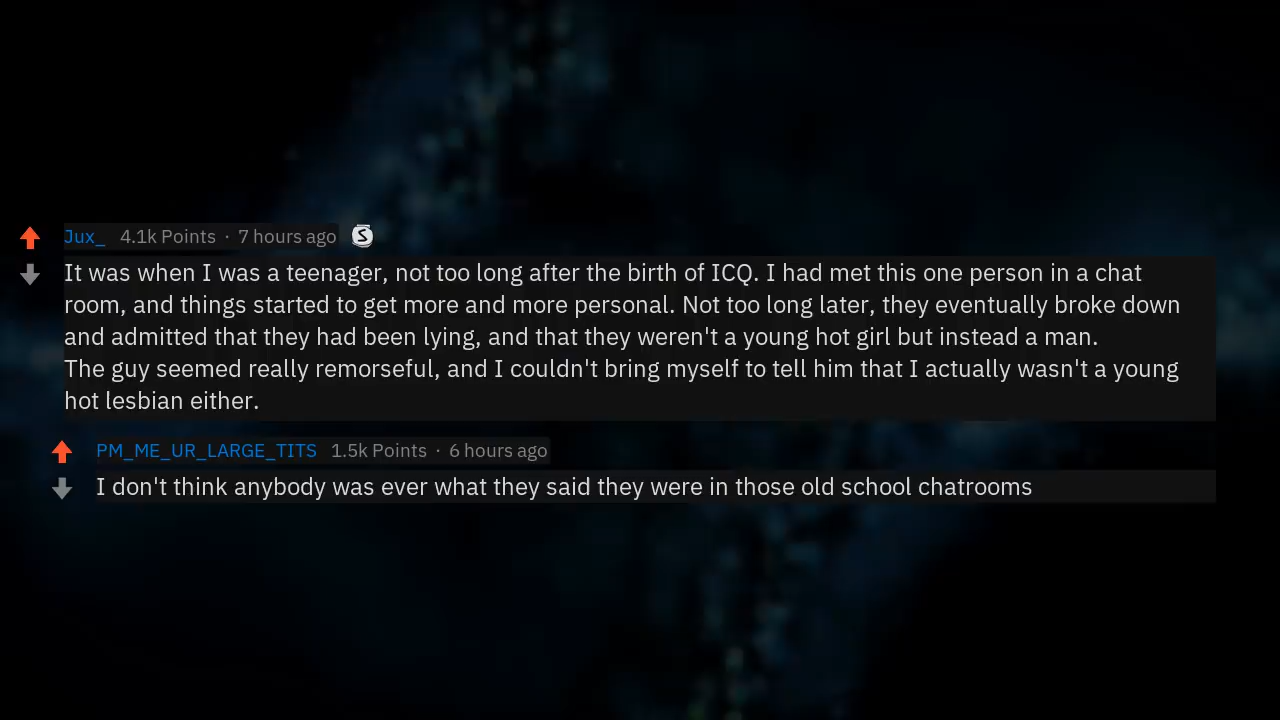 Jux_ 4.1k Points · 7 hours ago
It was when I was a teenager, not too long after the birth of ICQ. I had met this one person in a chat
room, and things started to get more and more personal. Not too long later, they eventually broke down
and admitted that they had been lying, and that they weren't a young hot girl but instead a man.
The guy seemed really remorseful, and I couldn't bring myself to tell him that I actually wasn't a young
hot lesbian either.
PM_ME_UR_LARGE_TITS 1.5k Points · 6 hours ago
I don't think anybody was ever what they said they were in those old school chatrooms